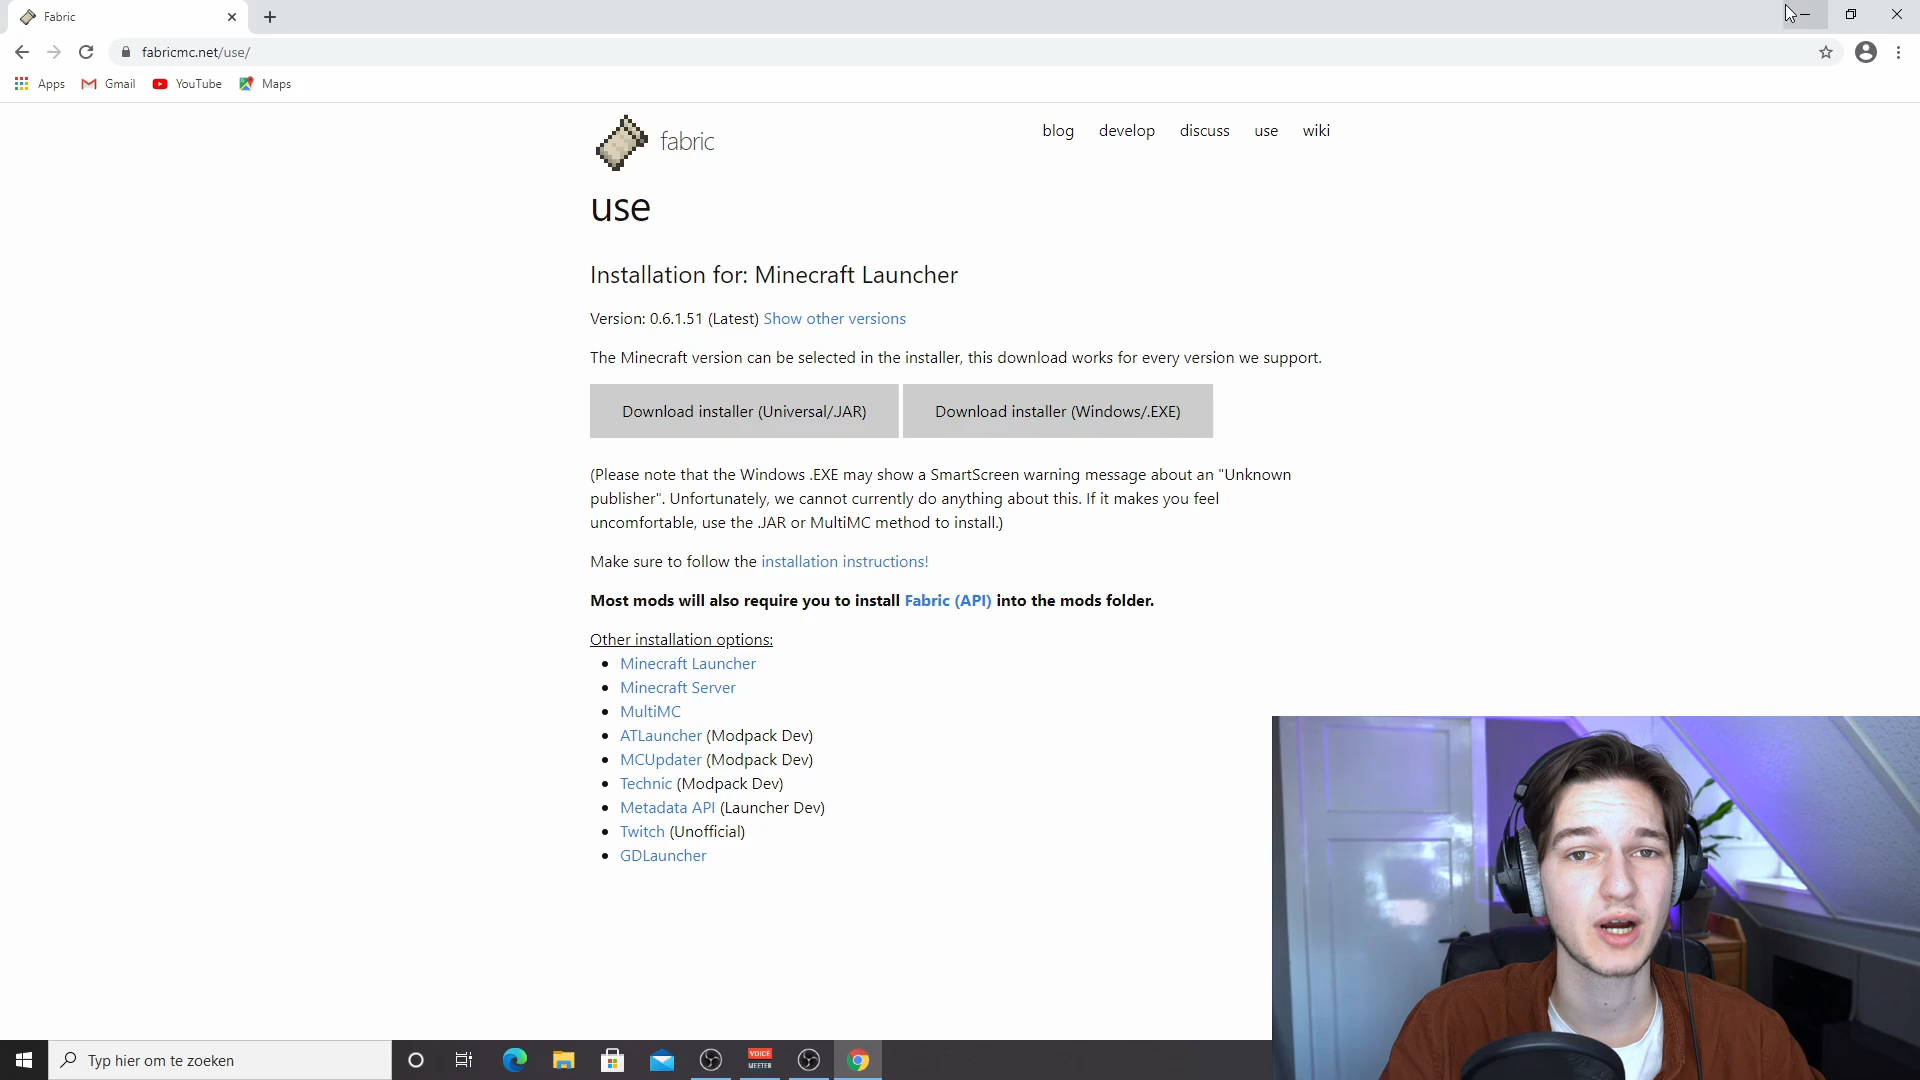 Fabric
fabricmc.net/use/
Apps Gmail YouTube Maps
fabric
blog develop discuss use wiki
use
Installation for: Minecraft Launcher
Version: 0.6.1.51 (Latest) Show other versions
The Minecraft version can be selected in the installer, this download works for every version we support.
Download installer (Universal/.JAR) Download installer (Windows/.EXE)
(Please note that the Windows .EXE may show a SmartScreen warning message about an "Unknown
publisher". Unfortunately, we cannot currently do anything about this. If it makes you feel
uncomfortable, use the .JAR or MultiMC method to install.)
Make sure to follow the installation instructions!
Most mods will also require you to install Fabric (API) into the mods folder.
Other installation options:
Minecraft Launcher
Minecraft Server
MultiMC
ATLauncher (Modpack Dev)
MCUpdater (Modpack Dev)
Technic (Modpack Dev)
Metadata API (Launcher Dev)
Twitch (Unofficial)
GDLauncher
Typ hier om te zoeken
VOICE
MEETER